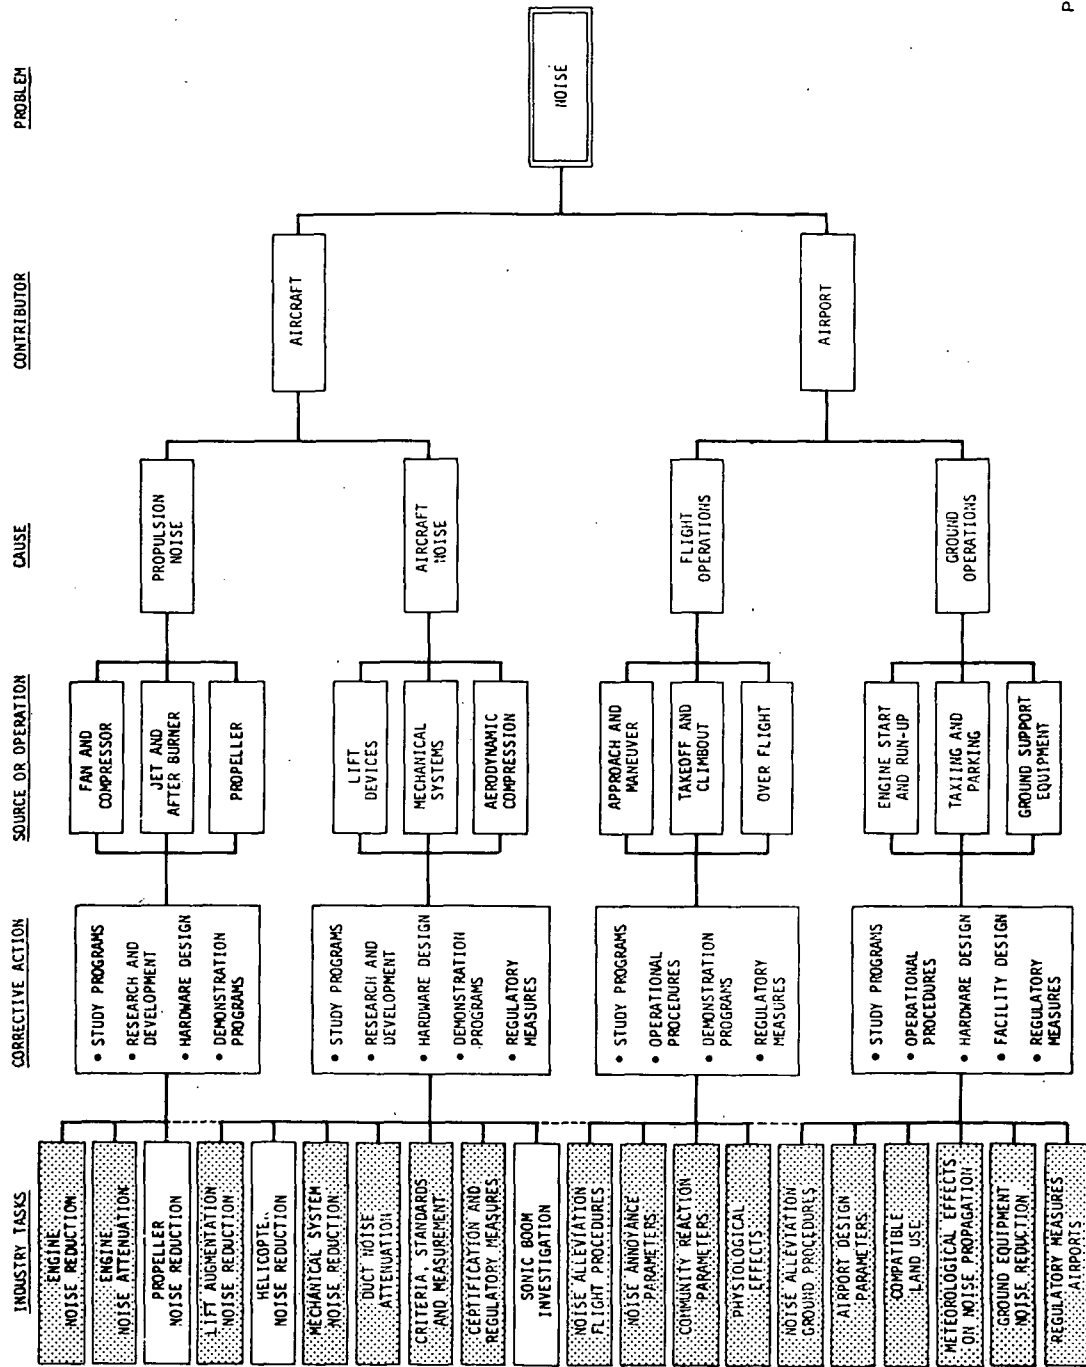 PROBLEM
NOISE
P
CONTRIBUTOR
AIRCRAFT
AIRPORT
CAUSE
PROPULSION
NOISE
AIRCRAFT
NOISE
FLIGHT
OPERATIONS
GROUND
OPERATIONS
SOURCE OR OPERATION
FAN AND
COMPRESSOR
JET AND
AFTER BURNER
PROPELLER
LIFT
DEVICES
MECHANICAL
SYSTEMS
AERODYNAMIC
COMPRESSION
APPROACH AND
MANEUVER
TAKEOFF AND
CLIMBOUT
OVER FLIGHT
ENGINE START
AND RUN-UP
TAXIING AND
PARKING
GROUND SUPPORT
EQUIPMENT
CORRECTIVE ACTION
• STUDY PROGRAMS
• RESEARCH AND
DEVELOPMENT
• HARDWARE DESIGN
• DEMONSTRATION
PROGRAMS
• STUDY PROGRAMS
• RESEARCH AND
DEVELOPMENT
• HARDWARE DESIGN
• DEMONSTRATION
PROGRAMS
• REGULATORY
MEASURES
• STUDY PROGRAMS
• OPERATIONAL
PROCEDURES
• DEMONSTRATION
PROGRAMS
• REGULATORY
MEASURES
• STUDY PROGRAMS
• OPERATIONAL
PROCEDURES
• HARDWARE DESIGN
• FACILITY DESIGN
• REGULATORY
MEASURES
INDUSTRY TASKS
ENGINE
NOISE REDUCTION
ENGINE
NOISE ATTENUATION
PROPELLER
NOISE REDUCTION
LIFT AUGMENTATION
NOISE REDUCTION
HELICOPTE
NOISE REDUCTION
MECHANICAL SYSTEM
NOISE REDUCTION
DUCT NOISE
ATTENUATION
CRITERIA, STANDARDS
AND MEASUREMENT
CERTIFICATION AND
REGULATORY MEASURES
SONIC BOOM
INVESTIGATION
NOISE ALLEVIATION
FLIGHT PROCEDURES
NOISE ANNOYANCE
PARAMETERS
COMMUNITY REACTION
PARAMETERS
PHYSIOLOGICAL
EFFECTS
NOISE ALLEVIATION
GROUND PROCEDURES
AIRPORT DESIGN
PARAMETERS
COMPATIBLE
LAND USE
METEOROLOGICAL EFFECTS
ON NOISE PROPAGATION
GROUND EQUIPMENT
NOISE REDUCTION
REGULATORY MEASURES
AIRPORTS